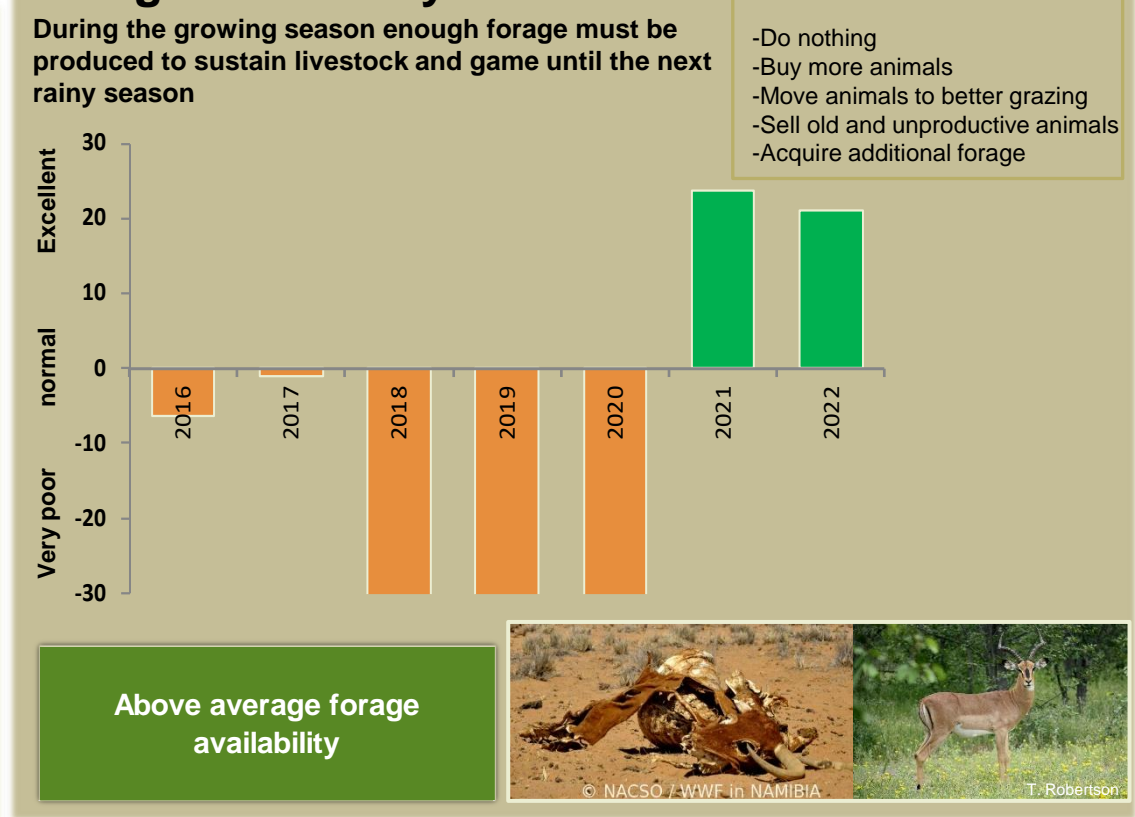 During the growing season enough forage must be
produced to sustain livestock and game until the next
rainy season
-Do nothing
-Buy more animals
-Move animals to better grazing
-Sell old and unproductive animals
-Acquire additional forage
Excellent
normal
Very poor
30
20
10
0
-10
-20
-30
2016
2017
2018
2019
2020
2021
2022
Above average forage
availability
© NACSO / WWF in NAMIBIA
T. Robertson